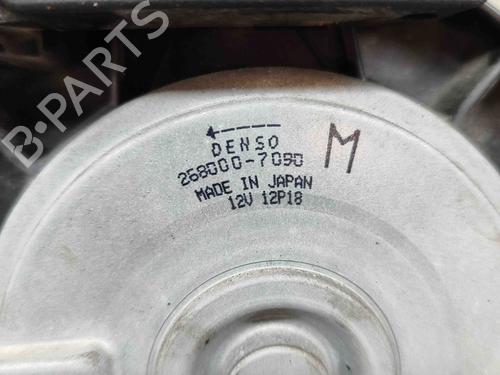 B-PARTS
DENSO
M
268000-7090
MADE IN JAPAN
12V 12P18